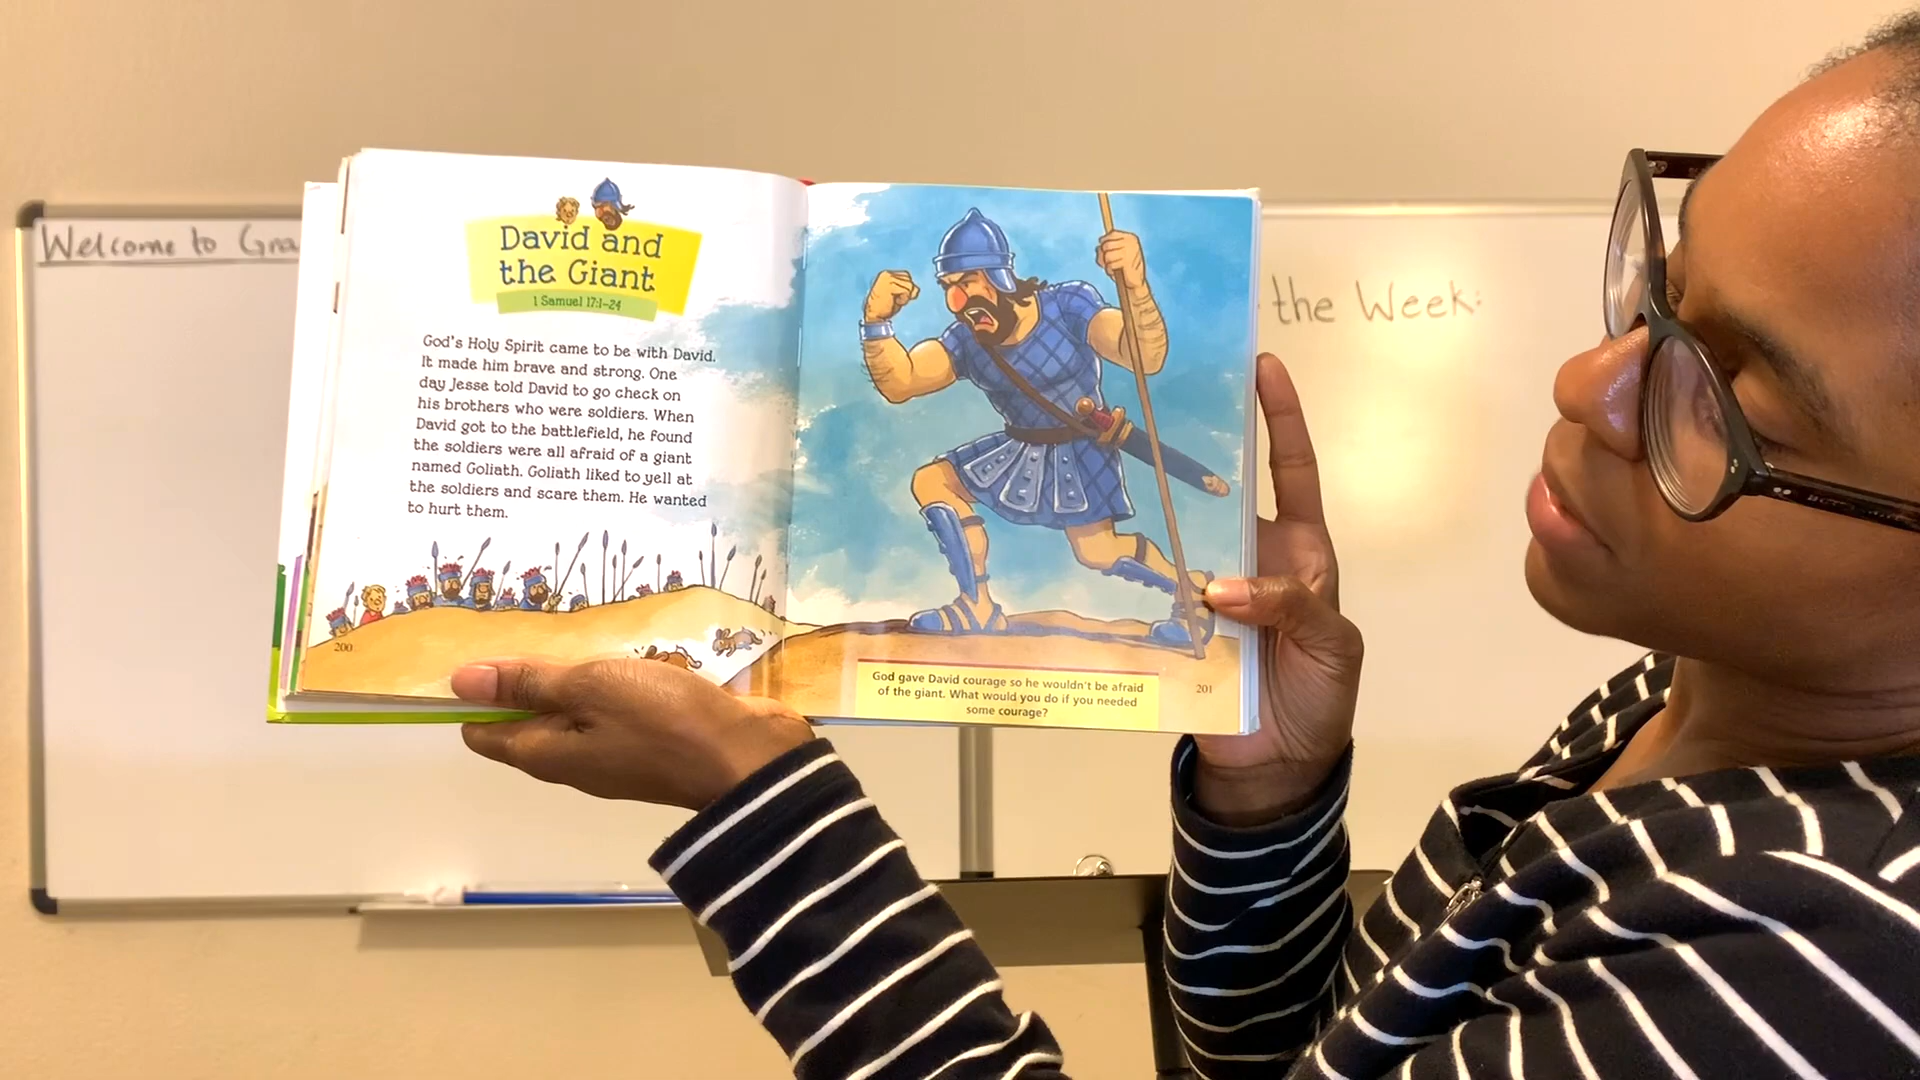 Welcome to Gra
the Week:
David and
the Giant
1 Samuel 17:1–24
God's Holy Spirit came to be with David.
It made him brave and strong. One
day Jesse told David to go check on
his brothers who were soldiers. When
David got to the battlefield, he found
the soldiers were all afraid of a giant
named Goliath. Goliath liked to yell at
the soldiers and scare them. He wanted
to hurt them.
200
God gave David courage so he wouldn't be afraid
of the giant. What would you do if you needed
some courage?
201